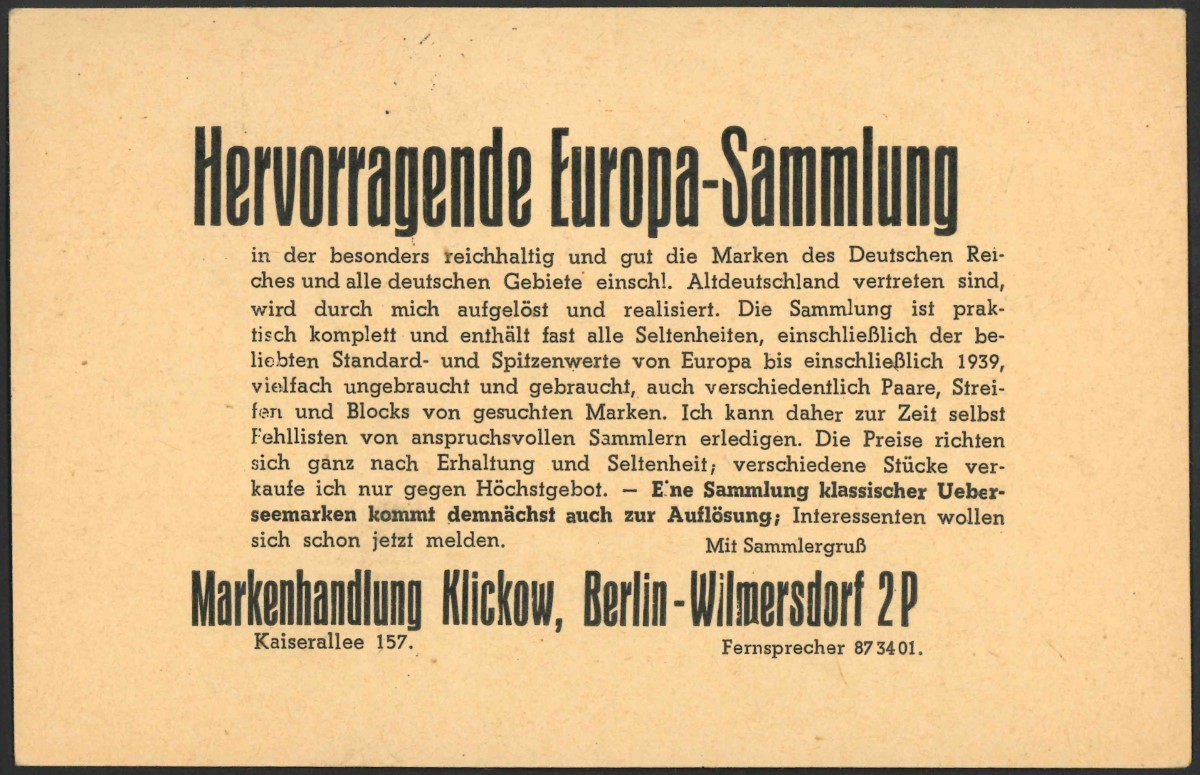 Hervorragende Europa-Sammlung
in der besonders reichhaltig und gut die Marken des Deutschen Rei-
ches und alle deutschen Gebiete einschl. Altdeutschland vertreten sind,
wird durch mich aufgelöst und realisiert. Die Sammlung ist prak-
tisch komplett und enthält fast alle Seltenheiten, einschließlich der be-
liebten Standard- und Spitzenwerte von Europa bis einschließlich 1939,
vielfach ungebraucht und gebraucht, auch verschiedentlich Paare, Strei-
fen und Blocks von gesuchten Marken. Ich kann daher zur Zeit selbst
Fehllisten von anspruchsvollen Sammlern erledigen. Die Preise richten
sich ganz nach Erhaltung und Seltenheit; verschiedene Stücke ver-
kaufe ich nur gegen Höchstgebot. — Eine Sammlung klassischer Ueber-
seemarken kommt demnächst auch zur Auflösung; Interessenten wollen
sich schon jetzt melden. Mit Sammlergruß
Markenhandlung Klickow, Berlin-Wilmersdorf 2 P
Kaiserallee 157. Fernsprecher 87 34 01.